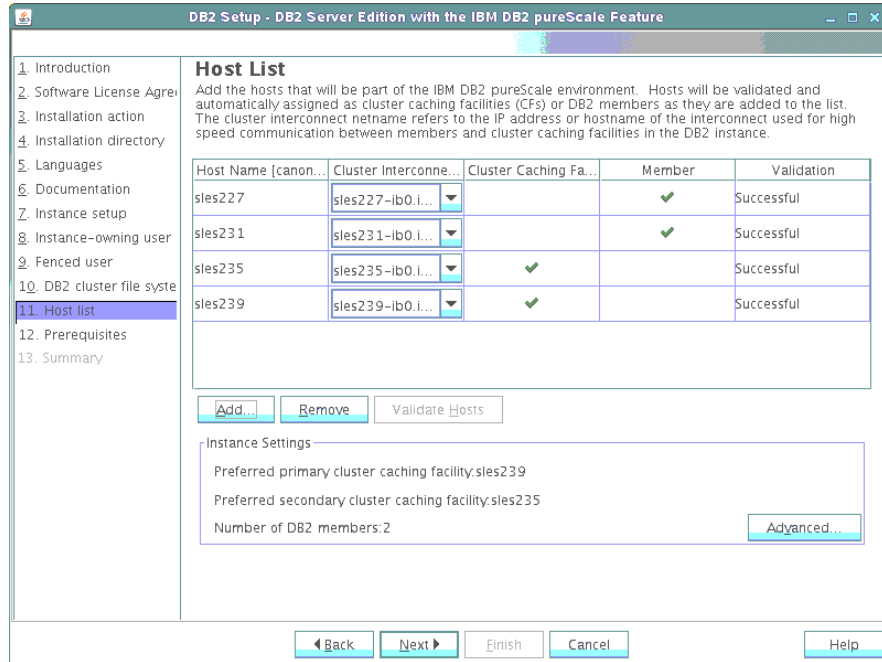 DB2 Setup - DB2 Server Edition with the IBM DB2 pureScale Feature
1. Introduction
2. Software License Agre
3. Installation action
4. Installation directory
5. Languages
6. Documentation
7. Instance setup
8. Instance-owning user
9. Fenced user
10. DB2 cluster file syste
11. Host list
12. Prerequisites
13. Summary
Host List
Add the hosts that will be part of the IBM DB2 pureScale environment. Hosts will be validated and
automatically assigned as cluster caching facilities (CFs) or DB2 members as they are added to the list.
The cluster interconnect netname refers to the IP address or hostname of the interconnect used for high
speed communication between members and cluster caching facilities in the DB2 instance.
Host Name [canon... Cluster Interconne... Cluster Caching Fa... Member Validation
sles227 sles227-ib0.i... ✔ Successful
sles231 sles231-ib0.i... ✔ Successful
sles235 sles235-ib0.i... ✔ Successful
sles239 sles239-ib0.i... ✔ Successful
Add... Remove Validate Hosts
Instance Settings
Preferred primary cluster caching facility:sles239
Preferred secondary cluster caching facility:sles235
Number of DB2 members:2
Advanced...
Back Next Finish Cancel Help